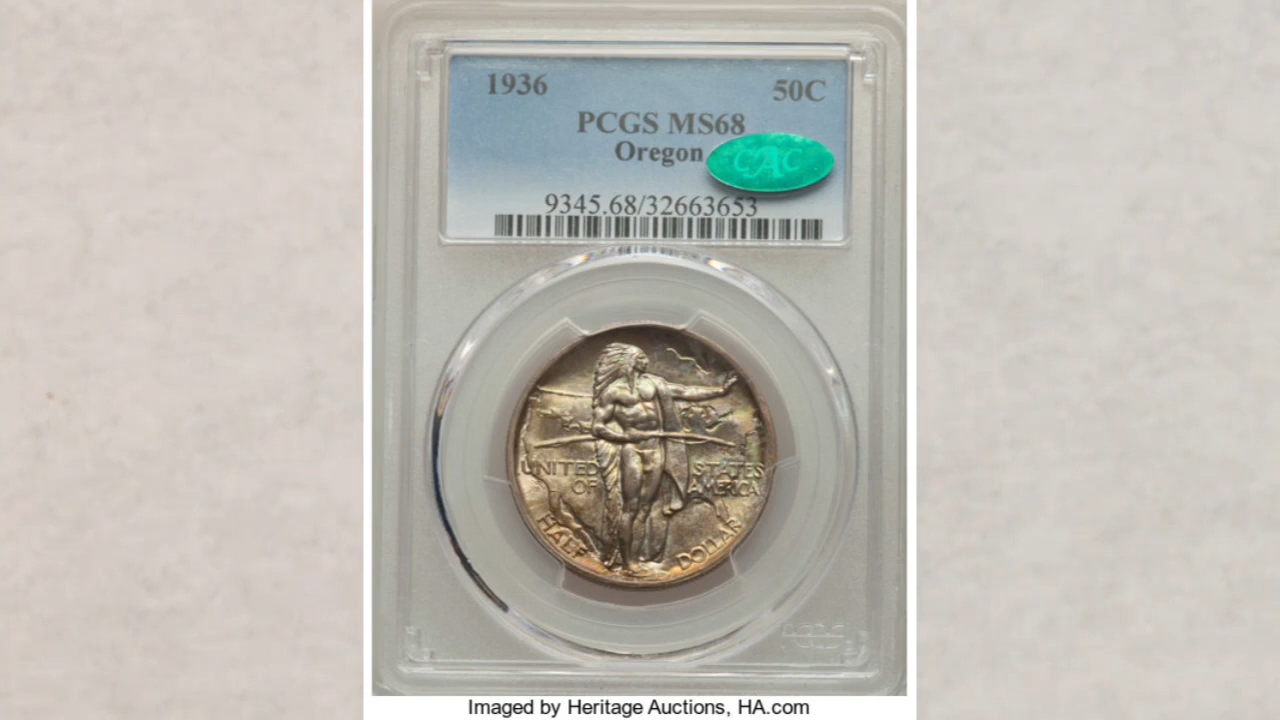 1936 50C
PCGS MS68
Oregon
CAC
9345.68/32663653
UNITED STATES
OF AMERICA
HALF DOLLAR
PCGS
Imaged by Heritage Auctions, HA.com